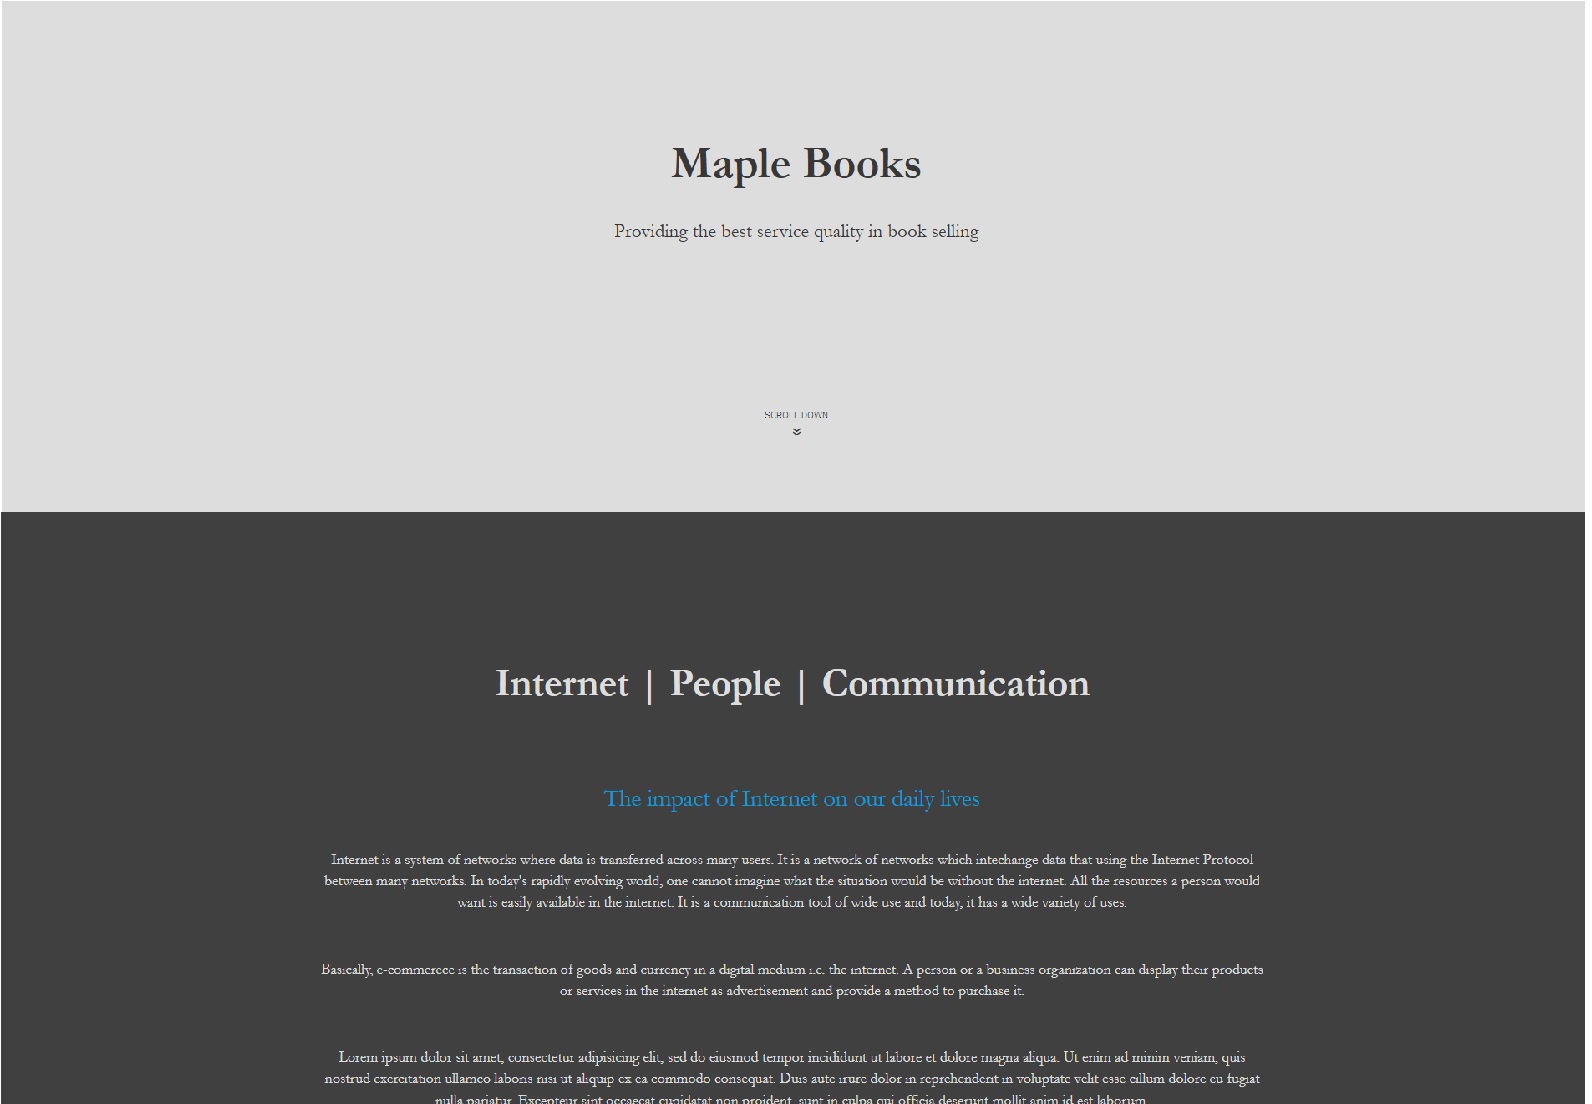 Maple Books
Providing the best service quality in book selling
SCROLL DOWN
Internet | People | Communication
The impact of Internet on our daily lives
Internet is a system of networks where data is transferred across many users. It is a network of networks which intechange data that using the Internet Protocol
between many networks. In today's rapidly evolving world, one cannot imagine what the situation would be without the internet. All the resources a person would
want is easily available in the internet. It is a communication tool of wide use and today, it has a wide variety of uses.
Basically, e-commerece is the transaction of goods and currency in a digital medium i.e. the internet. A person or a business organization can display their products
or services in the internet as advertisement and provide a method to purchase it.
Lorem ipsum dolor sit amet, consectetur adipisicing elit, sed do eiusmod tempor incididunt ut labore et dolore magna aliqua. Ut enim ad minim veniam, quis
nostrud exercitation ullamco laboris nisi ut aliquip ex ea commodo consequat. Duis aute irure dolor in reprehenderit in voluptate velit esse cillum dolore eu fugiat
nulla pariatur. Excepteur sint occaecat cupidatat non proident, sunt in culpa qui officia deserunt mollit anim id est laborum.